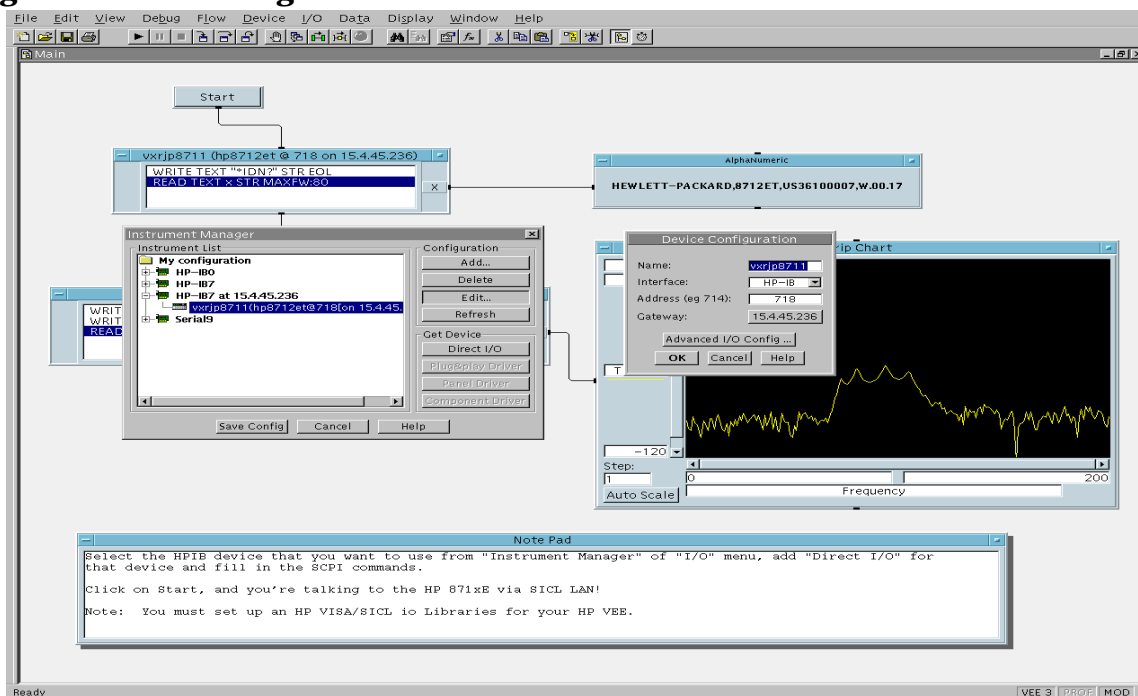 File Edit View Debug Flow Device I/O Data Display Window Help
Main
Start
vxrjp8711 (hp8712et @ 718 on 15.4.45.236)
WRITE TEXT "*IDN?" STR EOL
READ TEXT x STR MAXFW:80
X
AlphaNumeric
HEWLETT-PACKARD,8712ET,US36100007,W.00.17
Instrument Manager
Instrument List
My configuration
HP-IB0
HP-IB7
HP-IB7 at 15.4.45.236
vxrjp8711(hp8712et@718[on 15.4.45.
Serial9
Configuration
Add...
Delete
Edit...
Refresh
Get Device
Direct I/O
Plug&play Driver
Panel Driver
Component Driver
Save Config Cancel Help
WRIT
WRIT
READ
Device Configuration
Name: vxrjp8711
Interface: HP-IB
Address (eg 714): 718
Gateway: 15.4.45.236
Advanced I/O Config ...
OK Cancel Help
rip Chart
T
-120
Step:
1
0 200
Auto Scale
Frequency
Note Pad
Select the HPIB device that you want to use from "Instrument Manager" of "I/O" menu, add "Direct I/O" for
that device and fill in the SCPI commands.
Click on Start, and you're talking to the HP 871xE via SICL LAN!
Note: You must set up an HP VISA/SICL io Libraries for your HP VEE.
Ready
VEE 3 PROF MOD